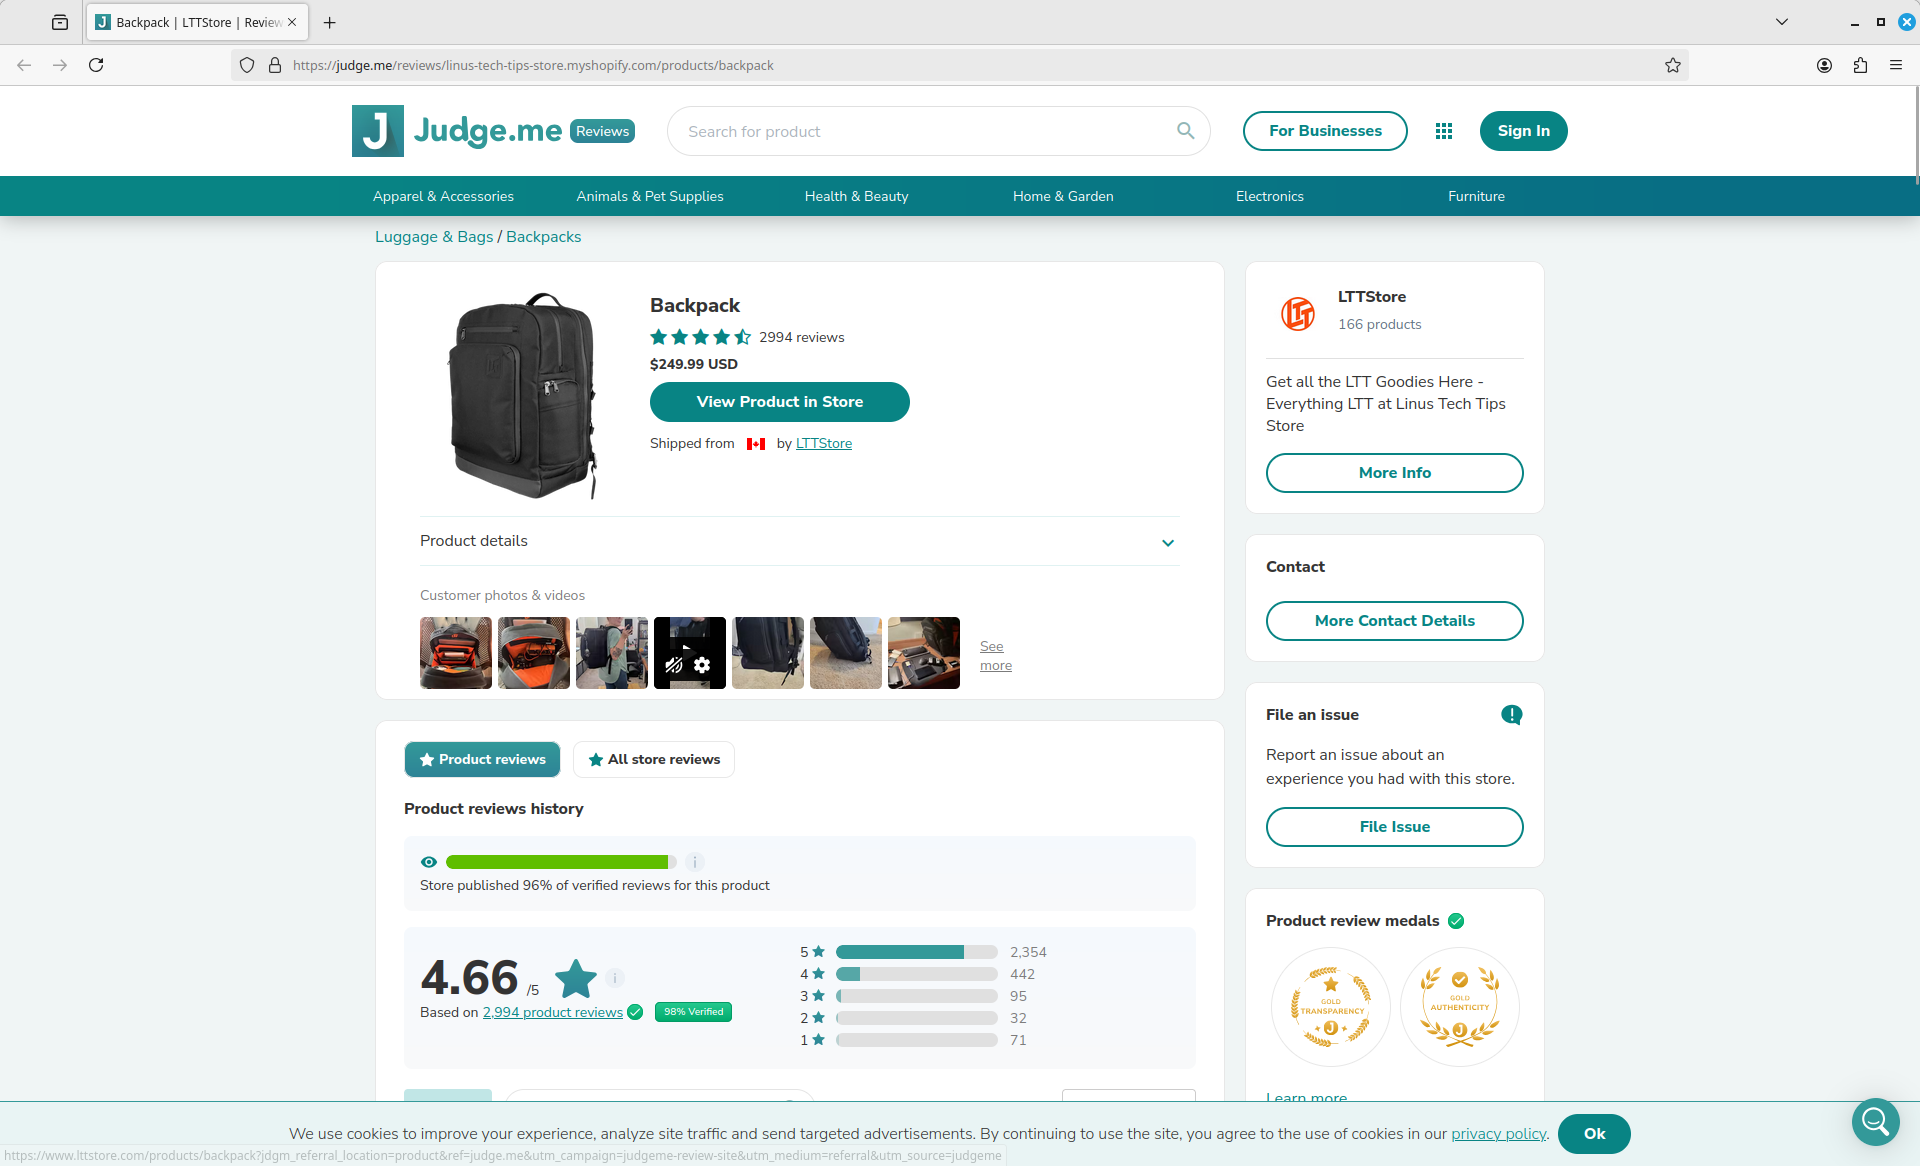 Backpack | LTTStore | Review
https://judge.me/reviews/linus-tech-tips-store.myshopify.com/products/backpack
Judge.me Reviews
Search for product
For Businesses
Sign In
Apparel & Accessories
Animals & Pet Supplies
Health & Beauty
Home & Garden
Electronics
Furniture
Luggage & Bags / Backpacks
Backpack
2994 reviews
$249.99 USD
View Product in Store
Shipped from by LTTStore
Product details
Customer photos & videos
See
more
LTTStore
166 products
Get all the LTT Goodies Here -
Everything LTT at Linus Tech Tips
Store
More Info
Contact
More Contact Details
File an issue
Report an issue about an
experience you had with this store.
File Issue
Product review medals
GOLD
TRANSPARENCY
GOLD
AUTHENTICITY
Learn more
Product reviews
All store reviews
Product reviews history
Store published 96% of verified reviews for this product
4.66 /5
Based on 2,994 product reviews
98% Verified
5 2,354
4 442
3 95
2 32
1 71
We use cookies to improve your experience, analyze site traffic and send targeted advertisements. By continuing to use the site, you agree to the use of cookies in our privacy policy.
Ok
https://www.lttstore.com/products/backpack?jdgm_referral_location=product&ref=judge.me&utm_campaign=judgeme-review-site&utm_medium=referral&utm_source=judgeme